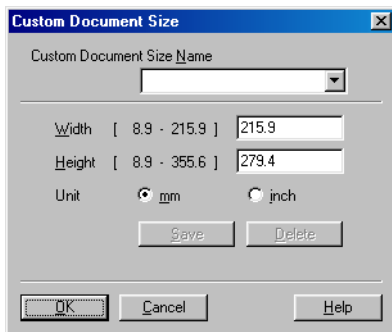 Custom Document Size
Custom Document Size Name
Width [ 8.9 - 215.9 ] 215.9
Height [ 8.9 - 355.6 ] 279.4
Unit mm inch
Save Delete
OK Cancel Help